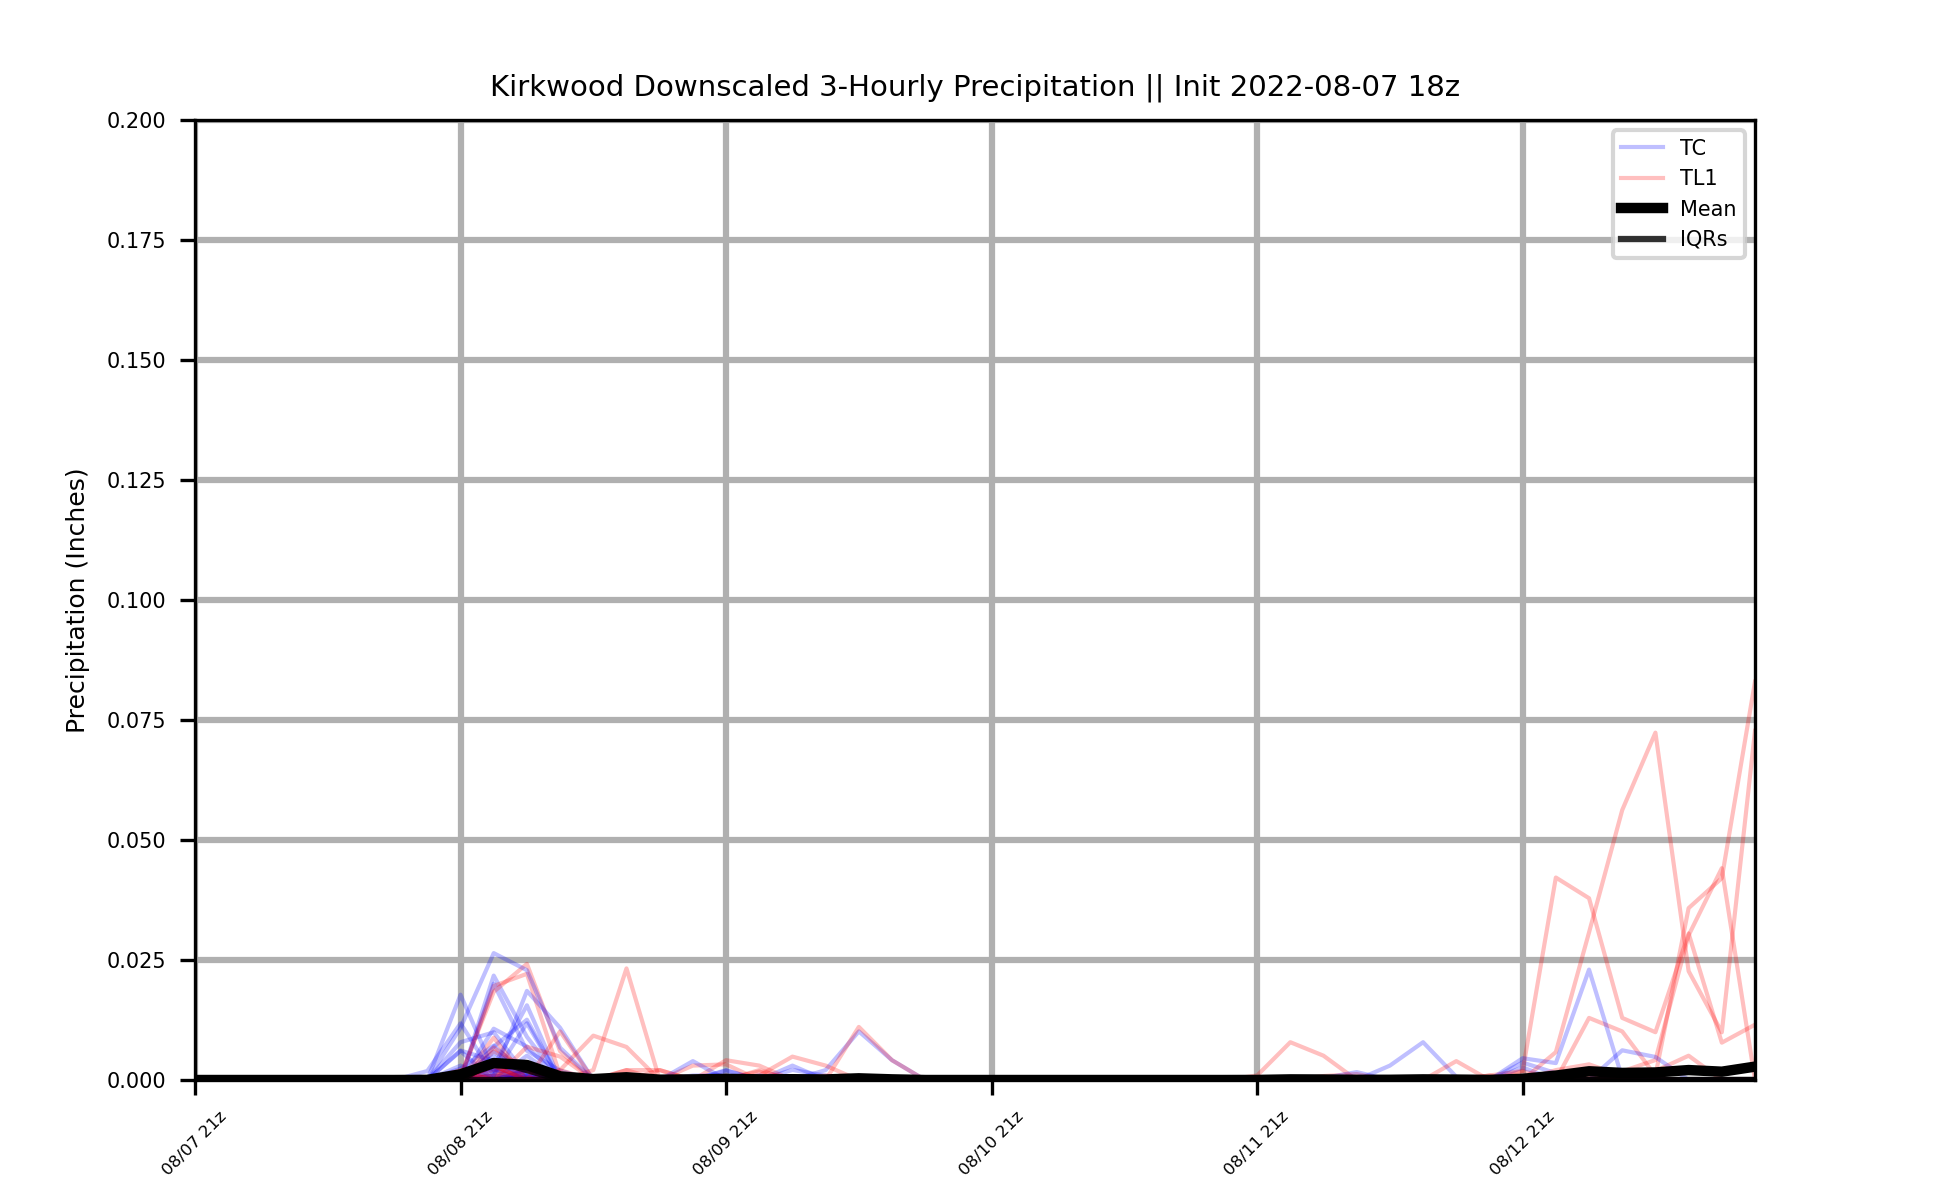 Kirkwood Downscaled 3-Hourly Precipitation || Init 2022-08-07 18z
0.200
0.175
0.150
0.125
0.100
0.075
0.050
0.025
0.000
Precipitation (Inches)
TC
TL1
Mean
IQRs
08/07 21z
08/08 21z
08/09 21z
08/10 21z
08/11 21z
08/12 21z